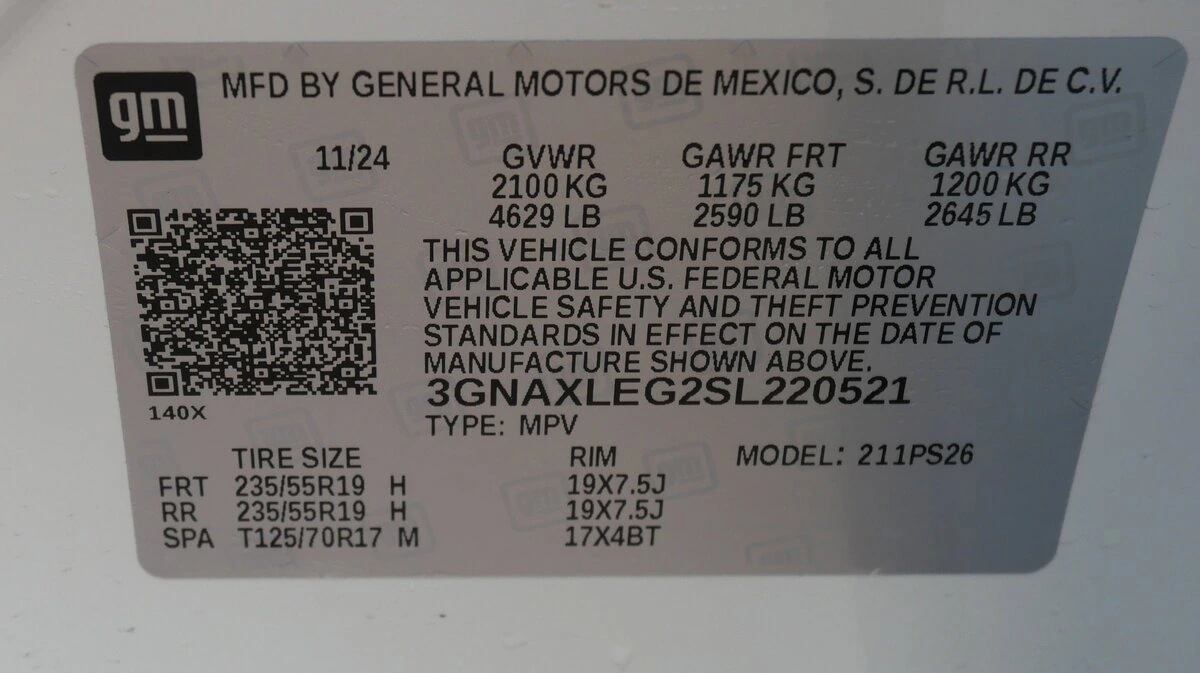 gm
MFD BY GENERAL MOTORS DE MEXICO, S. DE R.L. DE C.V.
11/24 GVWR GAWR FRT GAWR RR
2100 KG 1175 KG 1200 KG
4629 LB 2590 LB 2645 LB
THIS VEHICLE CONFORMS TO ALL
APPLICABLE U.S. FEDERAL MOTOR
VEHICLE SAFETY AND THEFT PREVENTION
STANDARDS IN EFFECT ON THE DATE OF
MANUFACTURE SHOWN ABOVE.
3GNAXLEG2SL220521
140X
TYPE: MPV
TIRE SIZE RIM MODEL: 211PS26
FRT 235/55R19 H 19X7.5J
RR 235/55R19 H 19X7.5J
SPA T125/70R17 M 17X4BT